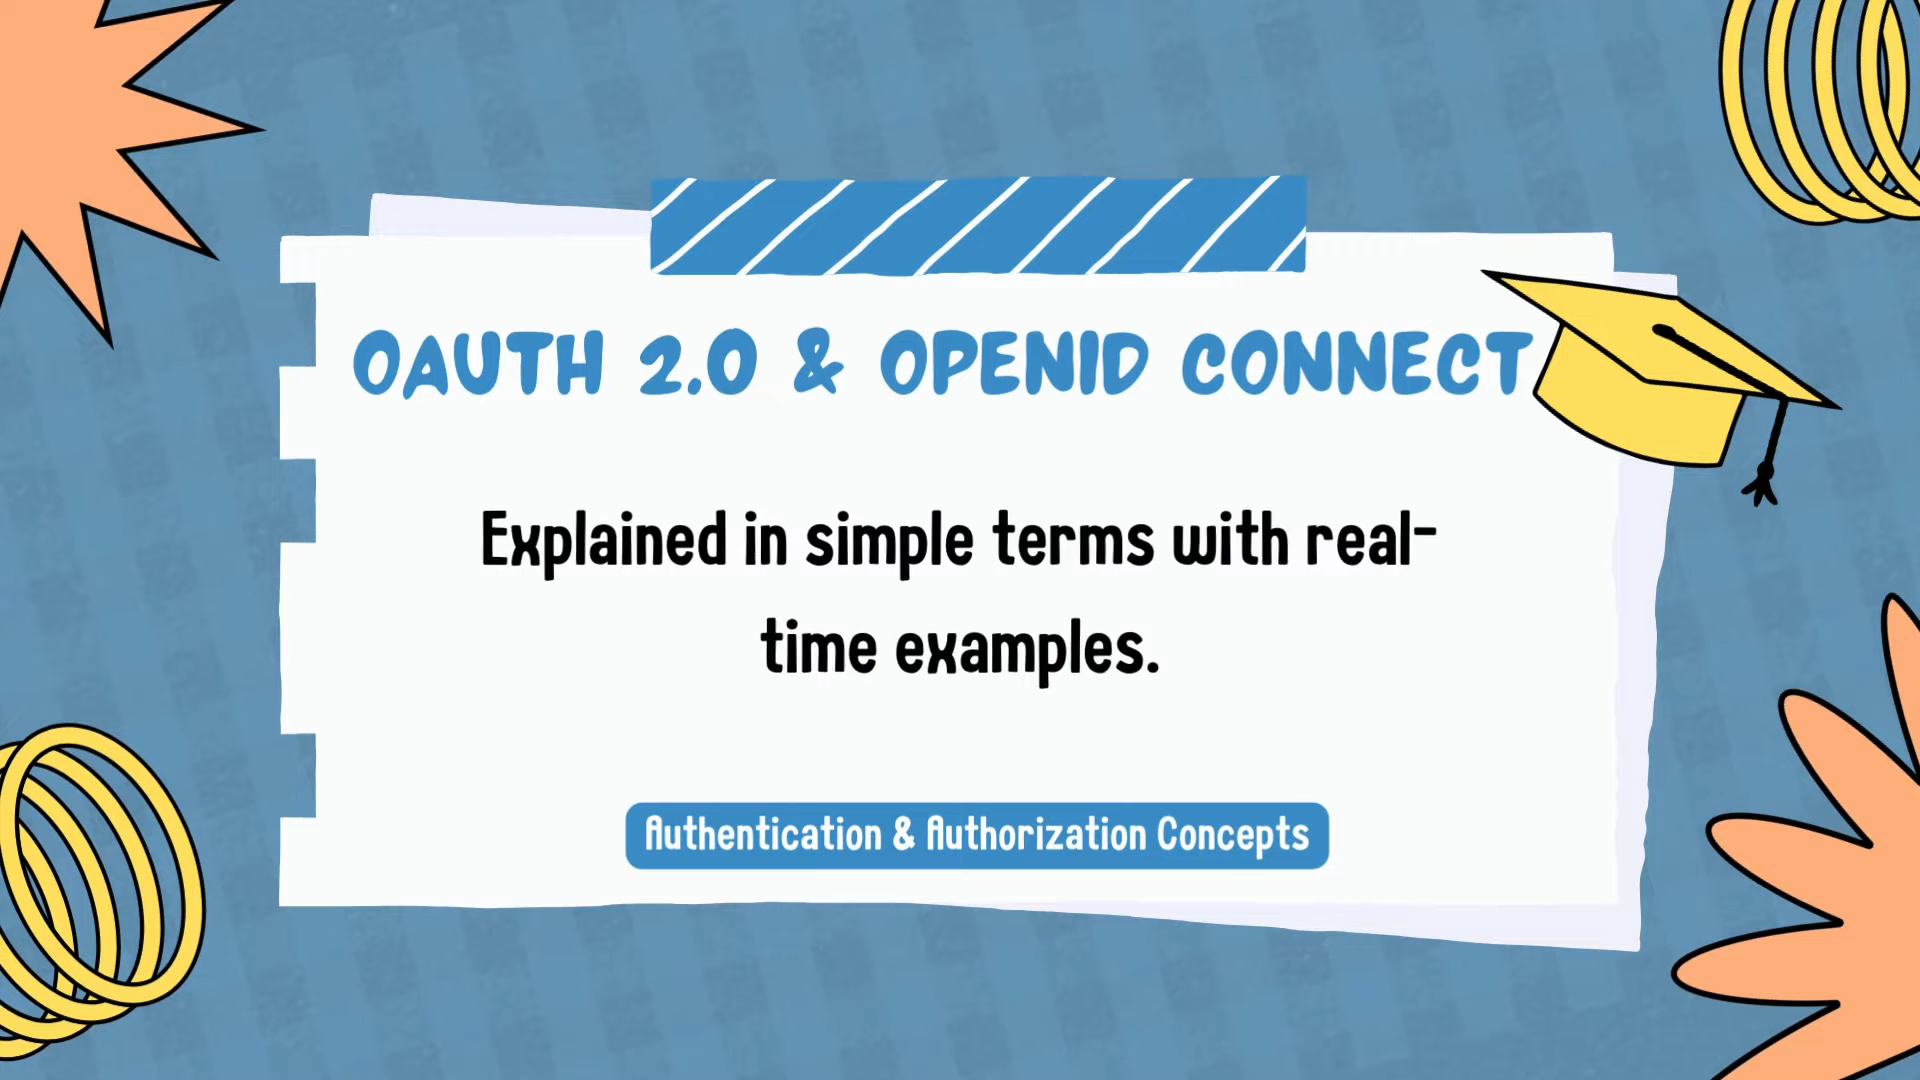 OAUTH 2.0 & OPENID CONNECT
Explained in simple terms with real-
time examples.
Authentication & Authorization Concepts